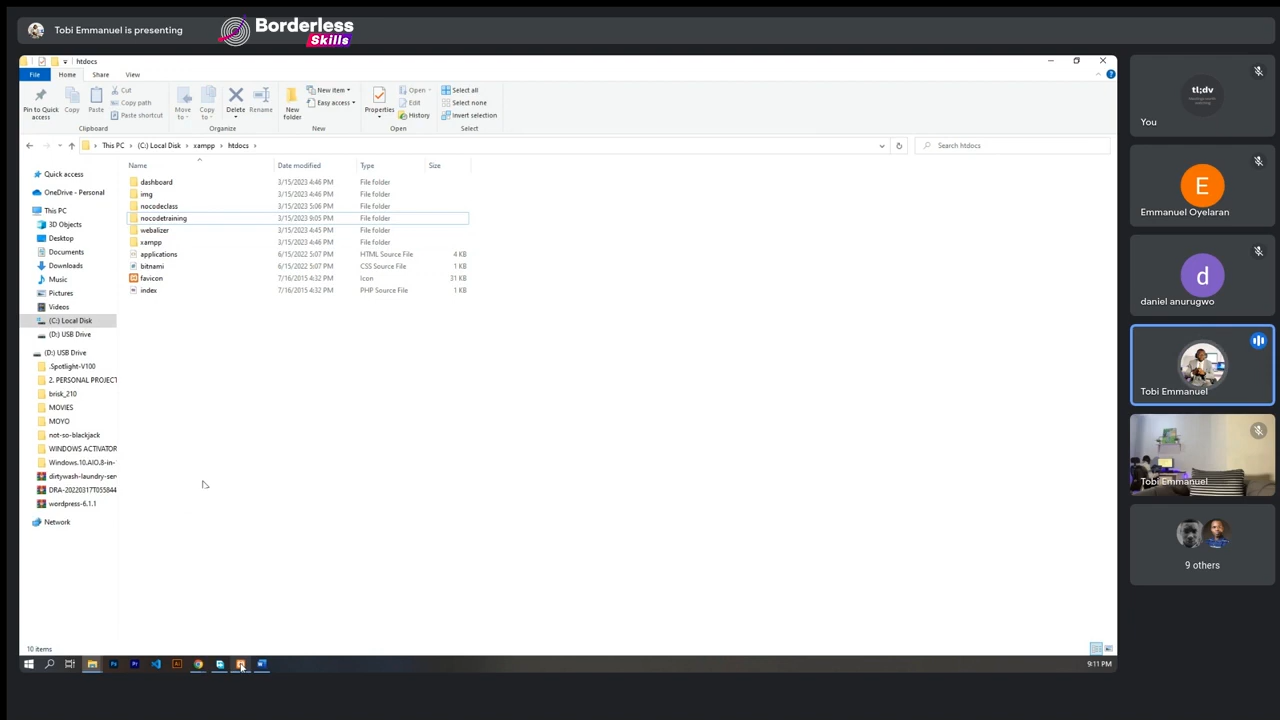 Tobi Emmanuel is presenting
Borderless
Skills
htdocs
File Home Share View
Pin to Quick access
Copy
Paste
Cut
Copy path
Paste shortcut
Clipboard
Move to
Copy to
Delete
Rename
Organize
New folder
New item
Easy access
New
Properties
Open
Edit
History
Open
Select all
Select none
Invert selection
Select
This PC (C:) Local Disk xampp htdocs
Search htdocs
Name Date modified Type Size
dashboard 3/15/2023 4:46 PM File folder
img 3/15/2023 4:46 PM File folder
nocodeclass 3/15/2023 5:06 PM File folder
nocodetraining 3/15/2023 9:05 PM File folder
webalizer 3/15/2023 4:45 PM File folder
xampp 3/15/2023 4:46 PM File folder
applications 6/15/2022 5:07 PM HTML Source File 4 KB
bitnami 6/15/2022 5:07 PM CSS Source File 1 KB
favicon 7/16/2015 4:32 PM Icon 31 KB
index 7/16/2015 4:32 PM PHP Source File 1 KB
Quick access
OneDrive - Personal
This PC
3D Objects
Desktop
Documents
Downloads
Music
Pictures
Videos
(C:) Local Disk
(D:) USB Drive
(D:) USB Drive
.Spotlight-V100
2. PERSONAL PROJECT
brisk_210
MOVIES
MOYO
not-so-blackjack
WINDOWS ACTIVATOR
Windows.10.AIO.8-in-
dirtywash-laundry-ser
DRA-20220317T055844
wordpress-6.1.1
Network
10 items
9:11 PM
tl;dv
You
E
Emmanuel Oyelaran
d
daniel anurugwo
Tobi Emmanuel
Tobi Emmanuel
9 others